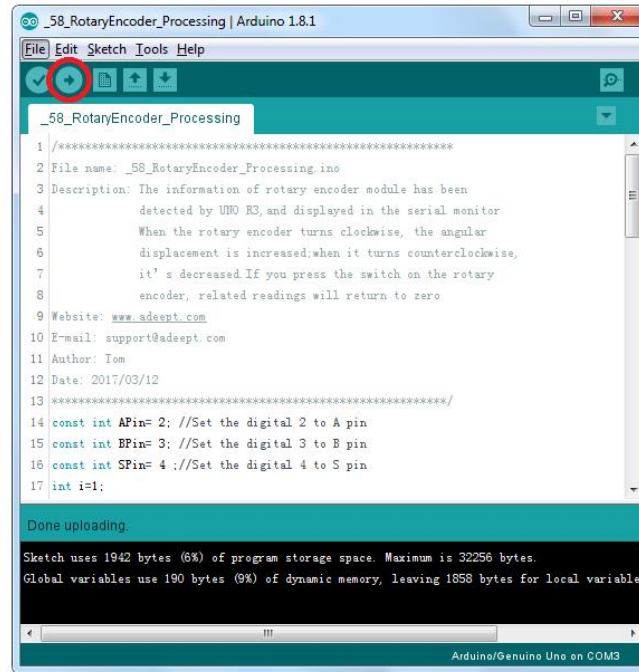 _58_RotaryEncoder_Processing | Arduino 1.8.1
File Edit Sketch Tools Help
_58_RotaryEncoder_Processing
1 /***********************************************************
2 File name: _58_RotaryEncoder_Processing.ino
3 Description: The information of rotary encoder module has been
4 detected by UNO R3,and displayed in the serial monitor
5 When the rotary encoder turns clockwise, the angular
6 displacement is increased;when it turns counterclockwise,
7 it’s decreased.If you press the switch on the rotary
8 encoder, related readings will return to zero
9 Website: www.adeept.com
10 E-mail: support@adeept.com
11 Author: Tom
12 Date: 2017/03/12
13 ***********************************************************/
14 const int APin= 2; //Set the digital 2 to A pin
15 const int BPin= 3; //Set the digital 3 to B pin
16 const int SPin= 4 ;//Set the digital 4 to S pin
17 int i=1;
Done uploading.
Sketch uses 1942 bytes (6%) of program storage space. Maximum is 32256 bytes.
Global variables use 190 bytes (9%) of dynamic memory, leaving 1858 bytes for local variable
Arduino/Genuino Uno on COM3